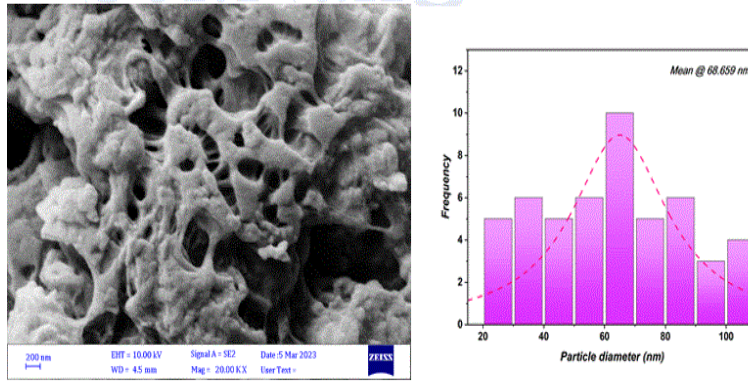 200 nm
EHT = 10.00 kV
Signal A = SE2
Date :5 Mar 2023
WD = 4.5 mm
Mag = 20.00 K X
User Text =
ZEISS
Mean @ 68.659 nm
Frequency
12
10
8
6
4
2
0
20 40 60 80 100
Particle diameter (nm)